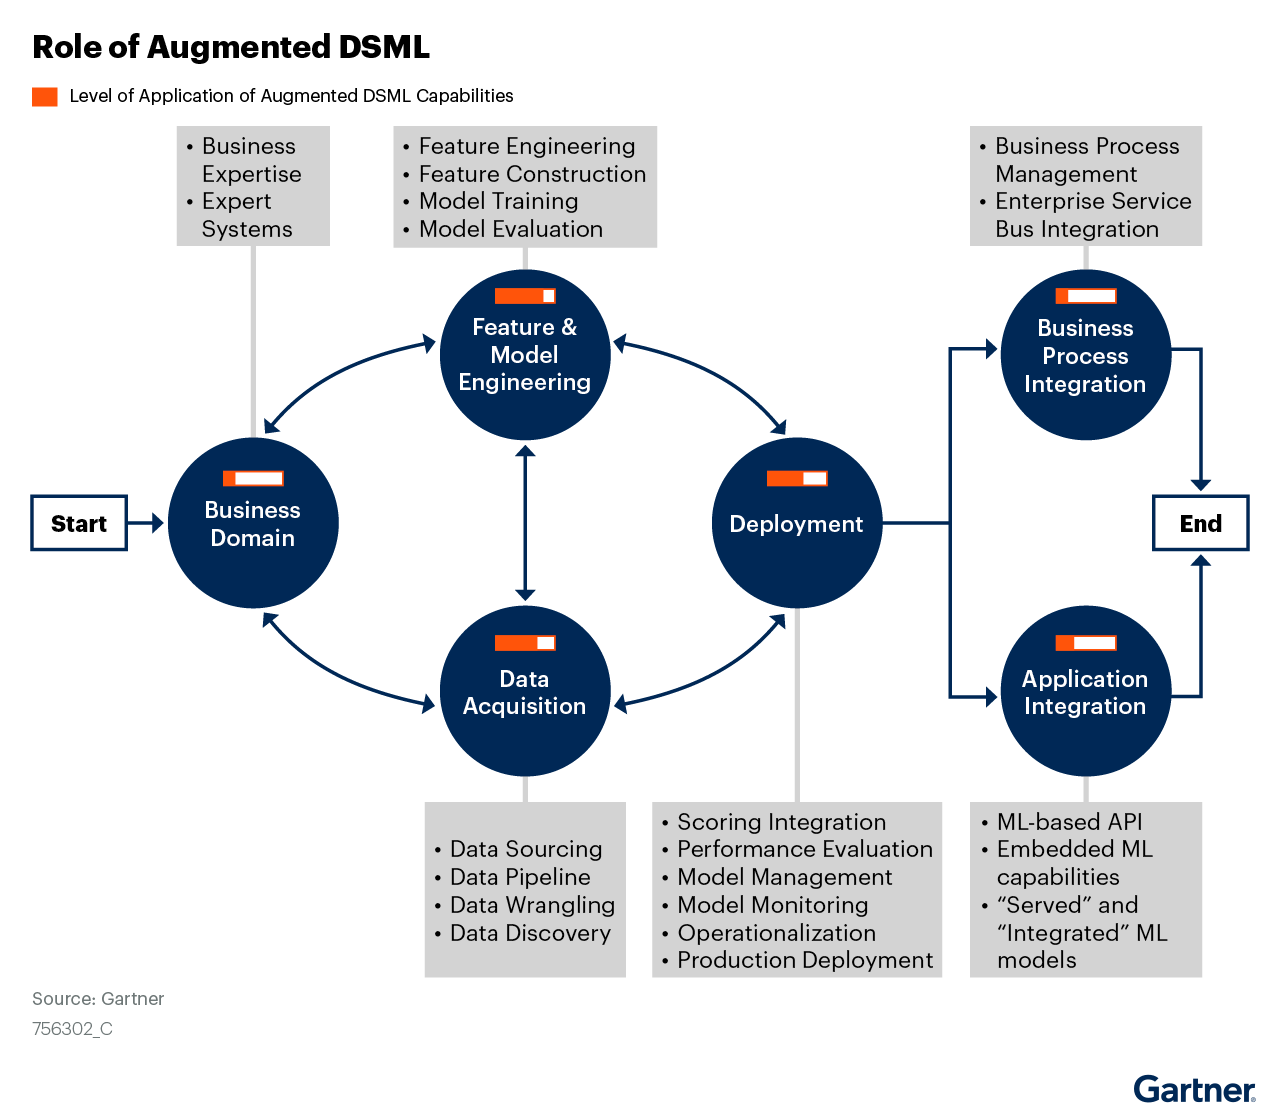 Role of Augmented DSML
Level of Application of Augmented DSML Capabilities
• Business
Expertise
• Expert
Systems
• Feature Engineering
• Feature Construction
• Model Training
• Model Evaluation
• Business Process
Management
• Enterprise Service
Bus Integration
Feature &
Model
Engineering
Business
Process
Integration
Start
Business
Domain
Deployment
End
Data
Acquisition
Application
Integration
• Data Sourcing
• Data Pipeline
• Data Wrangling
• Data Discovery
• Scoring Integration
• Performance Evaluation
• Model Management
• Model Monitoring
• Operationalization
• Production Deployment
• ML-based API
• Embedded ML
capabilities
• “Served” and
“Integrated” ML
models
Source: Gartner
756302_C
Gartner®